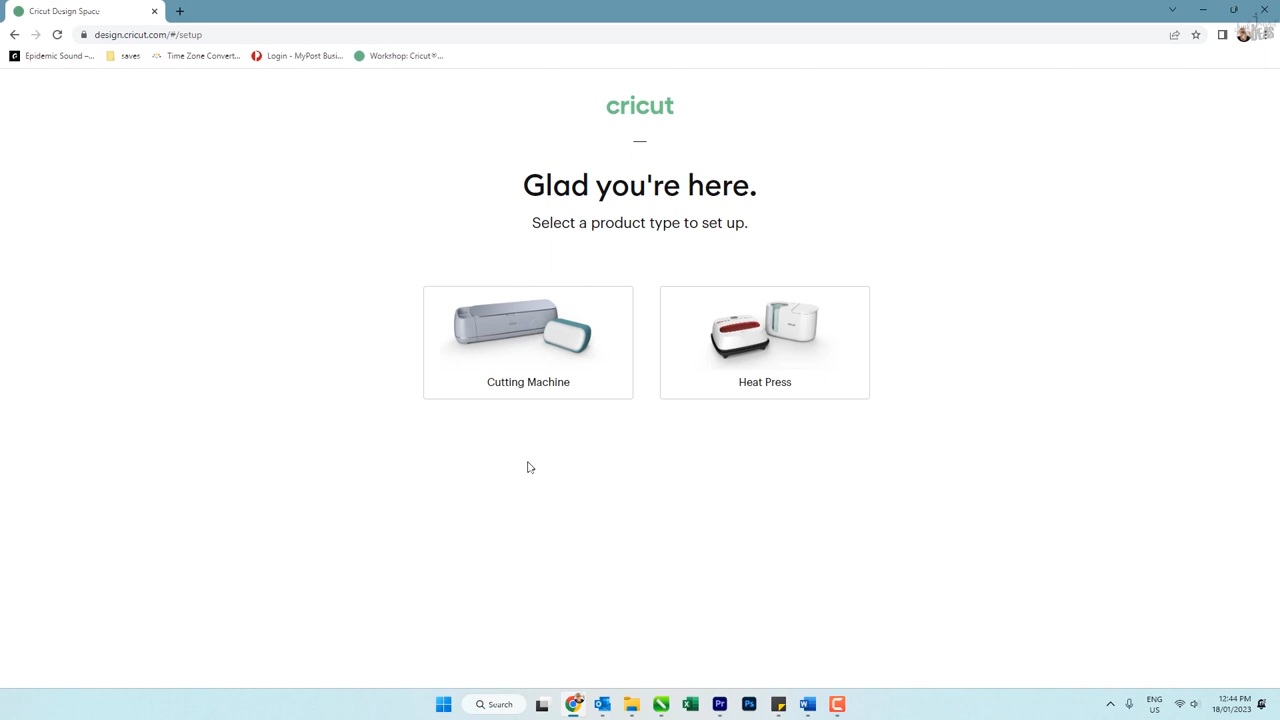 Cricut Design Space
design.cricut.com/#/setup
Epidemic Sound –... saves Time Zone Convert... Login - MyPost Busi... Workshop: Cricut®...
cricut
Glad you're here.
Select a product type to set up.
Cutting Machine
Heat Press
Search
ENG
US
12:44 PM
18/01/2023